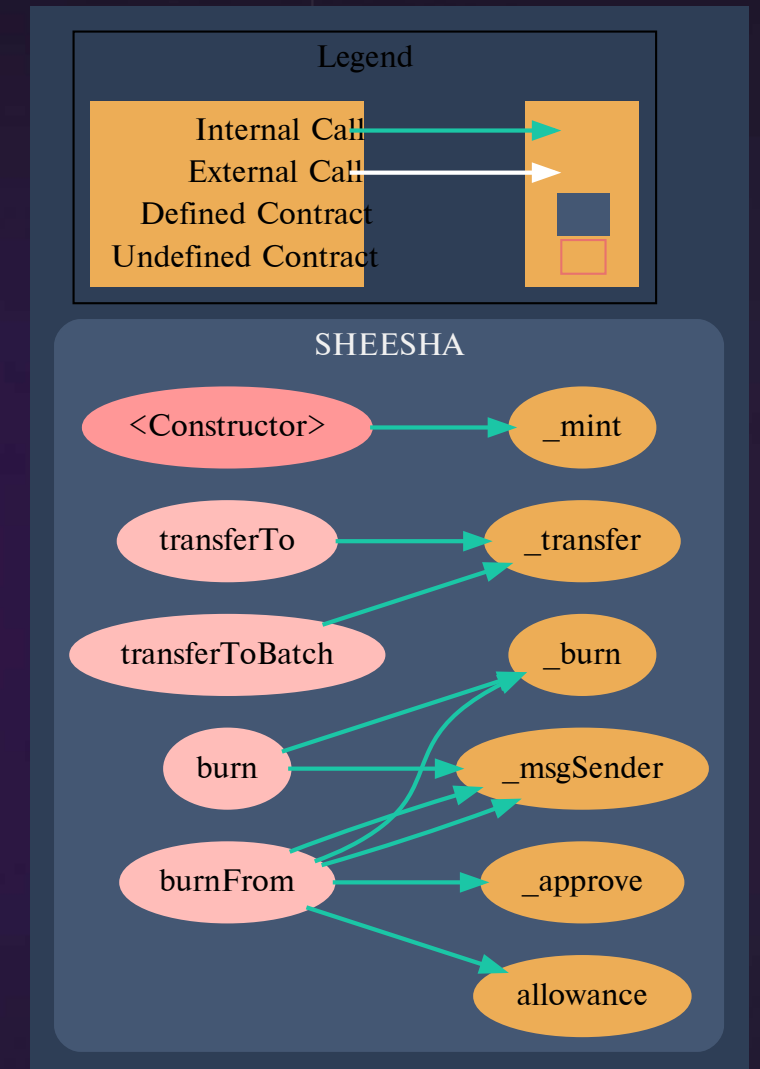 Legend
Internal Call
External Call
Defined Contract
Undefined Contract
SHEESHA
<Constructor>
_mint
transferTo
_transfer
transferToBatch
_burn
burn
_msgSender
burnFrom
_approve
allowance